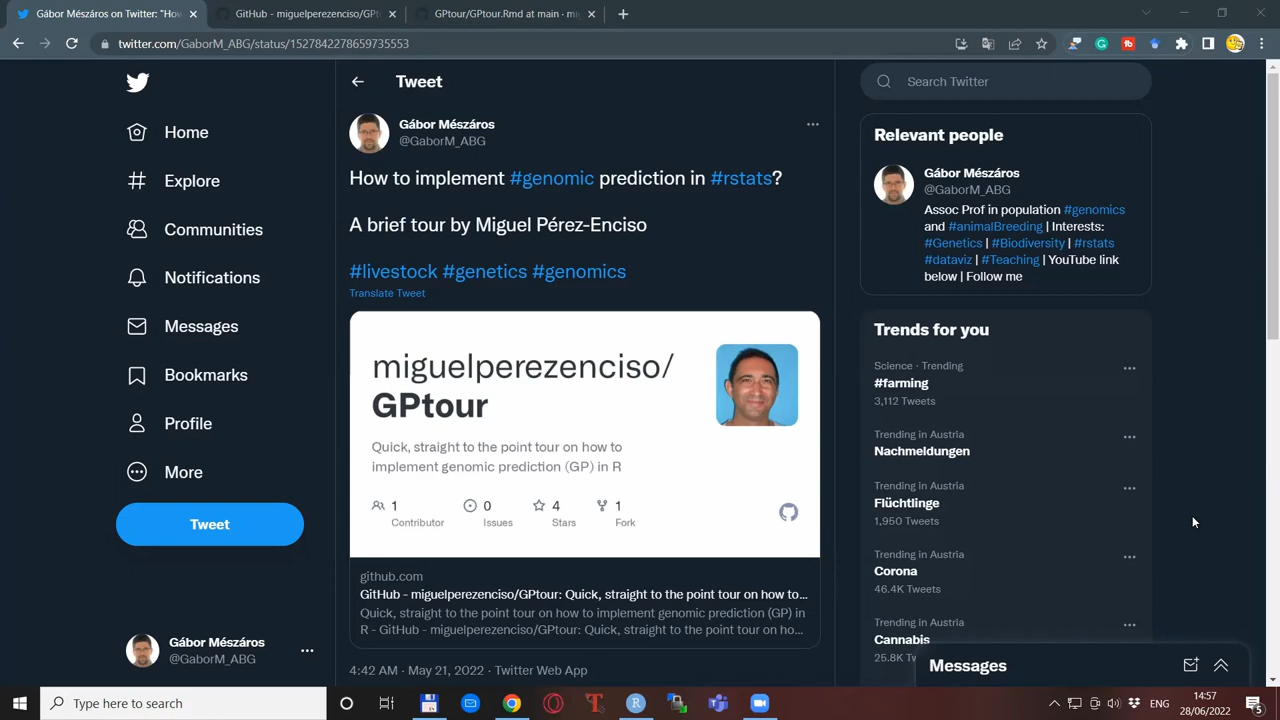 Gábor Mészáros on Twitter: "How
GitHub - miguelperezenciso/GPt
GPtour/GPtour.Rmd at main · mi
twitter.com/GaborM_ABG/status/1527842278659735553
Home
Explore
Communities
Notifications
Messages
Bookmarks
Profile
More
Tweet
Gábor Mészáros
@GaborM_ABG
Tweet
Gábor Mészáros
@GaborM_ABG
How to implement #genomic prediction in #rstats?
A brief tour by Miguel Pérez-Enciso
#livestock #genetics #genomics
Translate Tweet
miguelperezenciso/
GPtour
Quick, straight to the point tour on how to
implement genomic prediction (GP) in R
1
Contributor
0
Issues
4
Stars
1
Fork
github.com
GitHub - miguelperezenciso/GPtour: Quick, straight to the point tour on how to...
Quick, straight to the point tour on how to implement genomic prediction (GP) in
R - GitHub - miguelperezenciso/GPtour: Quick, straight to the point tour on ho...
4:42 AM · May 21, 2022 · Twitter Web App
Search Twitter
Relevant people
Gábor Mészáros
@GaborM_ABG
Assoc Prof in population #genomics
and #animalBreeding | Interests:
#Genetics | #Biodiversity | #rstats
#dataviz | #Teaching | YouTube link
below | Follow me
Trends for you
Science · Trending
#farming
3,112 Tweets
Trending in Austria
Nachmeldungen
Trending in Austria
Flüchtlinge
1,950 Tweets
Trending in Austria
Corona
46.4K Tweets
Trending in Austria
Cannabis
25.8K
Messages
Type here to search
ENG
14:57
28/06/2022
5